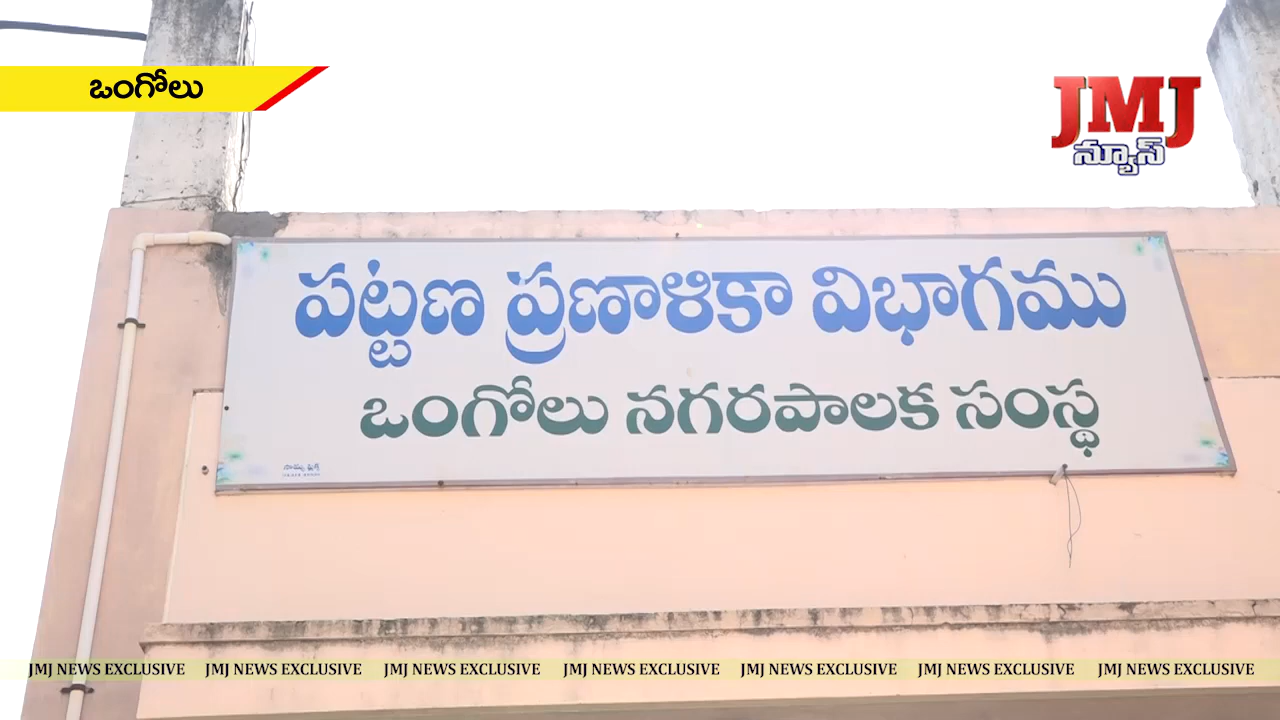 ఒంగోలు
JMJ
న్యూస్
పట్టణ ప్రణాళికా విభాగము
ఒంగోలు నగరపాలక సంస్థ
JMJ NEWS EXCLUSIVE JMJ NEWS EXCLUSIVE JMJ NEWS EXCLUSIVE JMJ NEWS EXCLUSIVE JMJ NEWS EXCLUSIVE JMJ NEWS EXCLUSIVE JMJ NEWS EXCLUSIVE